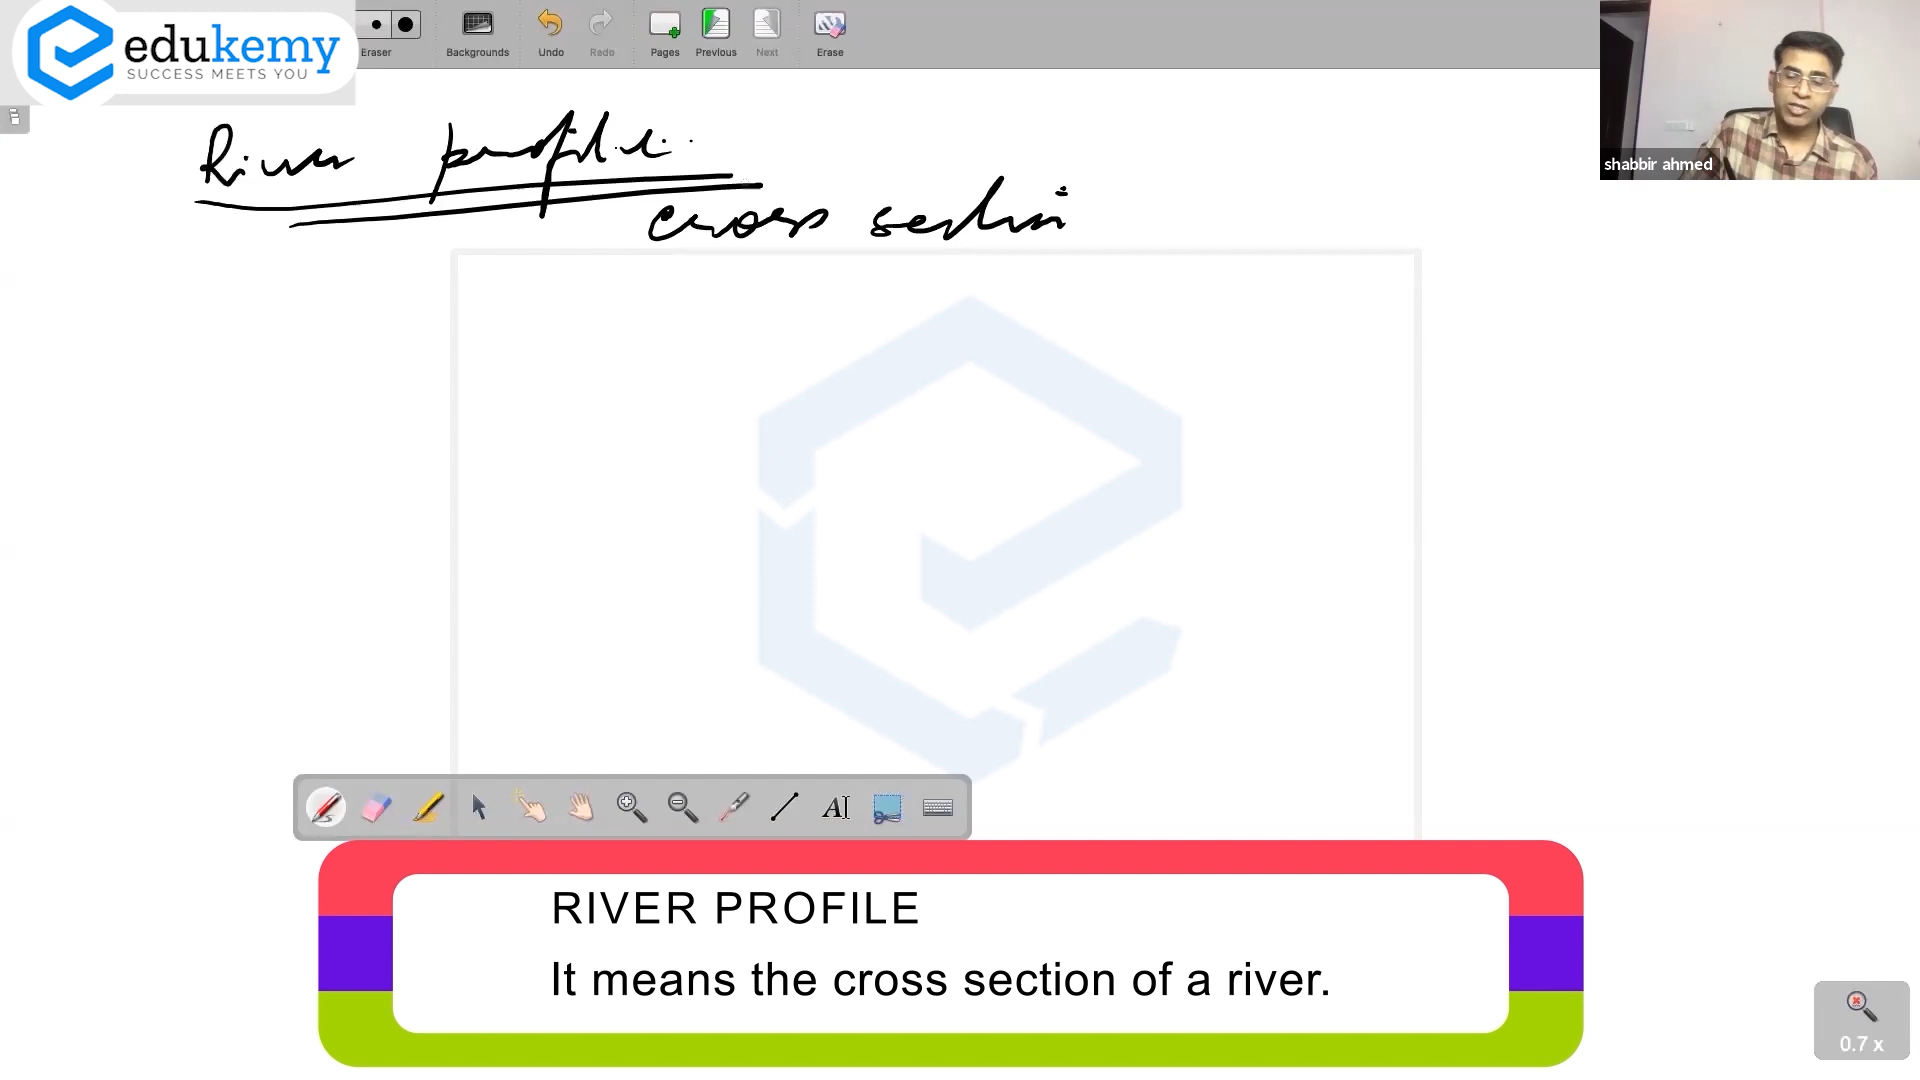 edukemy
SUCCESS MEETS YOU
Eraser
Backgrounds
Undo
Redo
Pages
Previous
Next
Erase
shabbir ahmed
River profile
cross section
A
RIVER PROFILE
It means the cross section of a river.
0.7 x